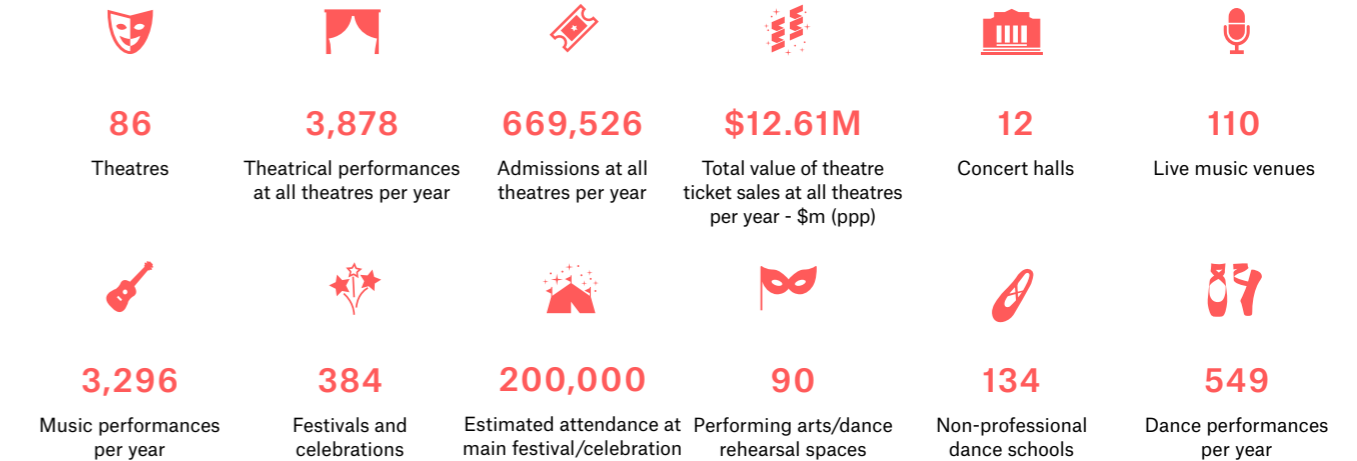 86
Theatres
3,878
Theatrical performances
at all theatres per year
669,526
Admissions at all
theatres per year
$12.61M
Total value of theatre
ticket sales at all theatres
per year - $m (ppp)
12
Concert halls
110
Live music venues
3,296
Music performances
per year
384
Festivals and
celebrations
200,000
Estimated attendance at
main festival/celebration
90
Performing arts/dance
rehearsal spaces
134
Non-professional
dance schools
549
Dance performances
per year